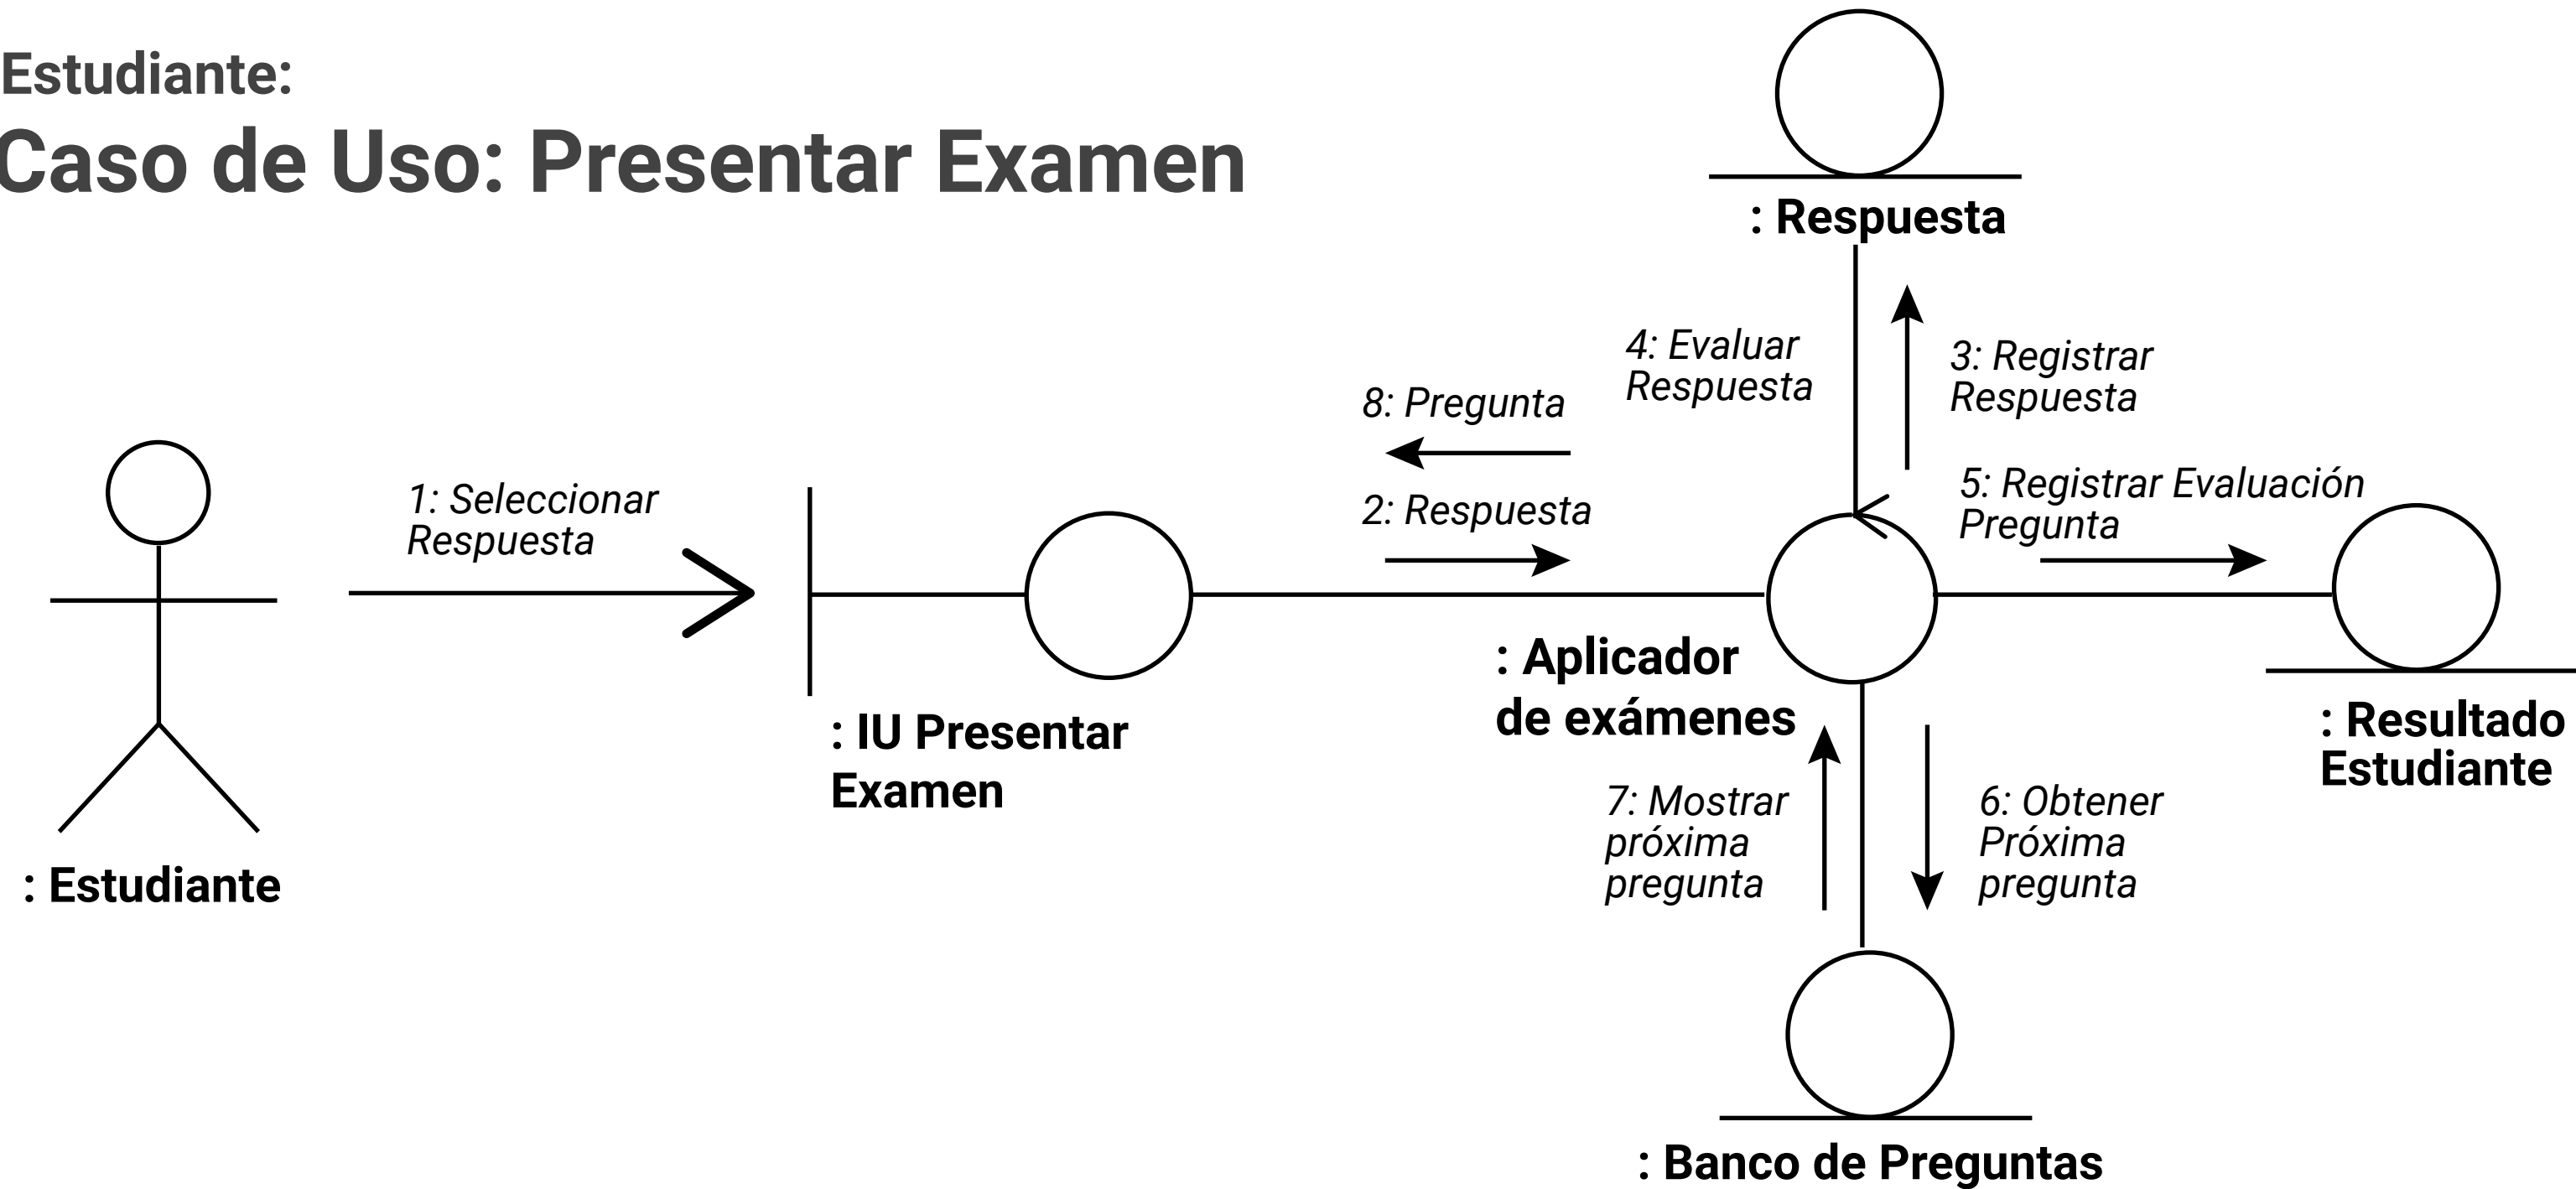 Estudiante:
Caso de Uso: Presentar Examen
: Respuesta
4: Evaluar
Respuesta
3: Registrar
Respuesta
8: Pregunta
2: Respuesta
1: Seleccionar
Respuesta
5: Registrar Evaluación
Pregunta
: Aplicador
de exámenes
: IU Presentar
Examen
: Resultado
Estudiante
7: Mostrar
próxima
pregunta
6: Obtener
Próxima
pregunta
: Estudiante
: Banco de Preguntas